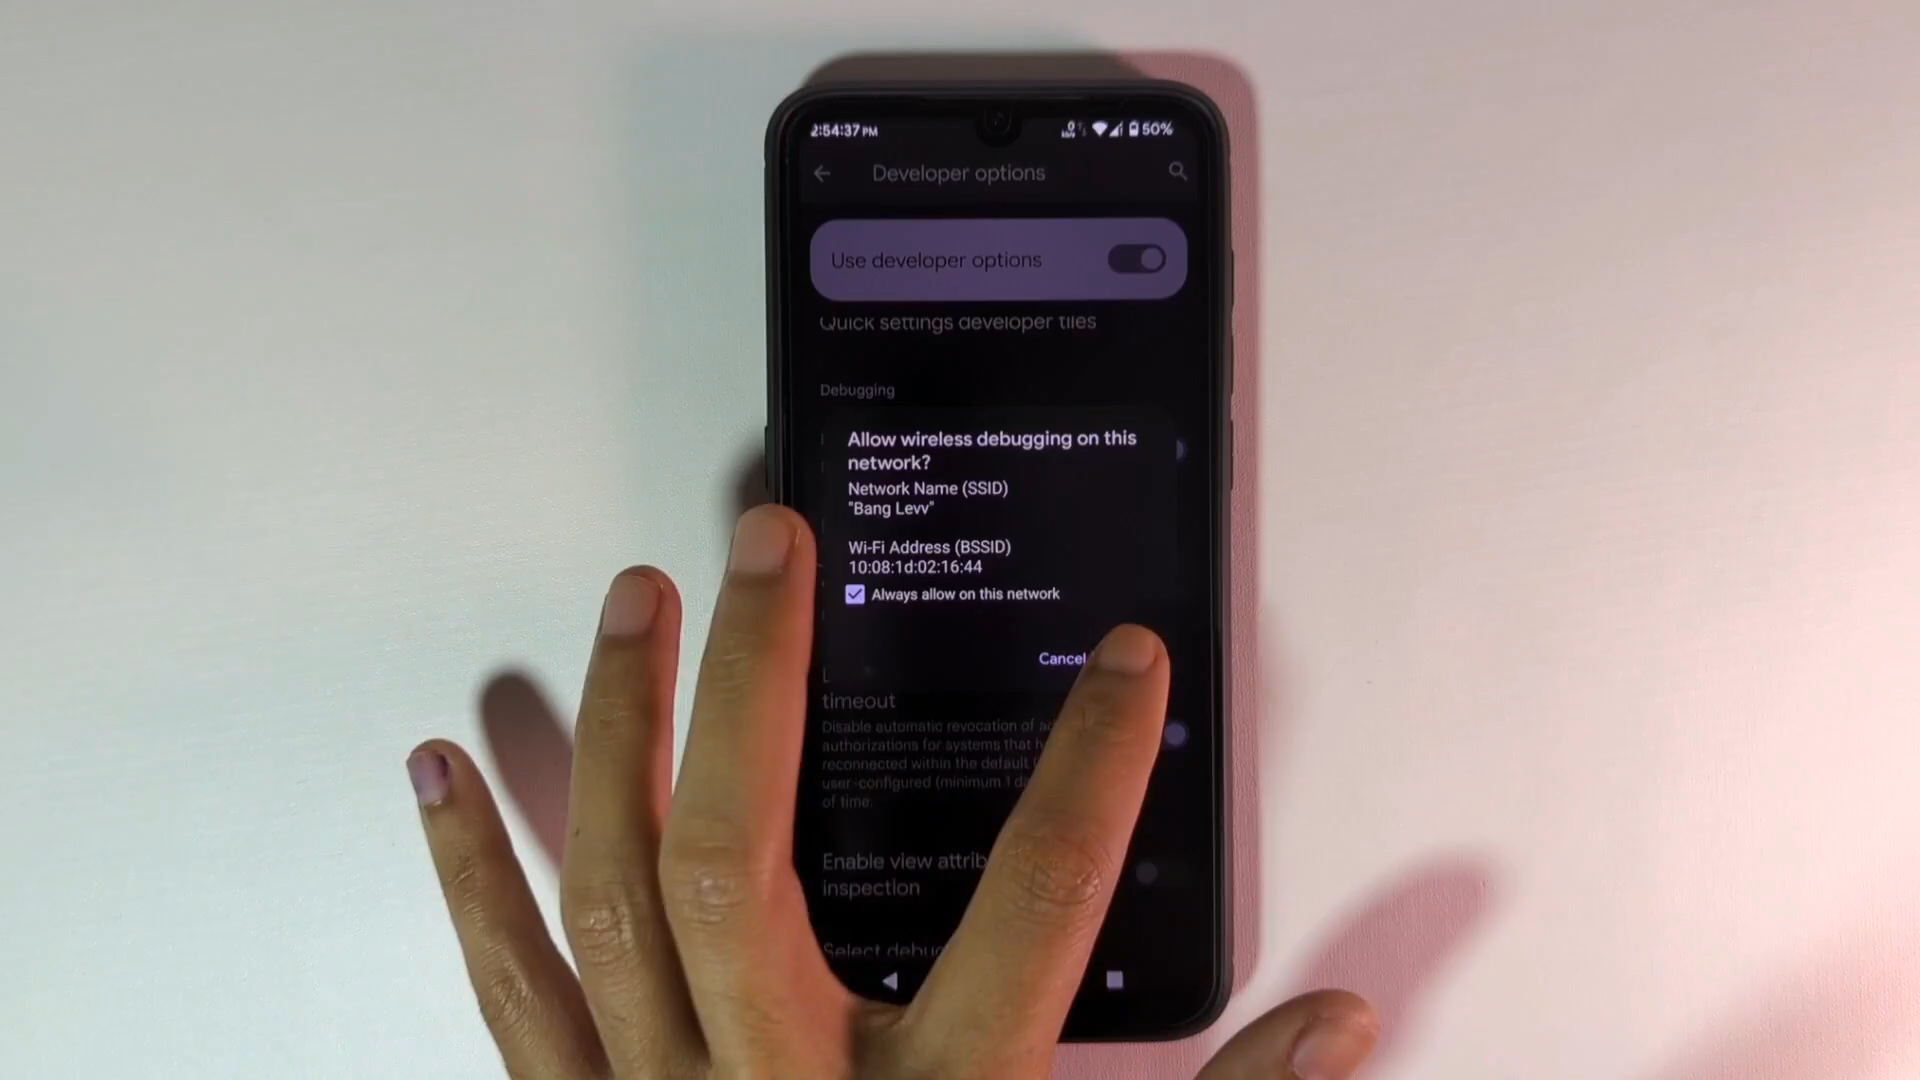 2:54:37 PM 50%
Developer options
Use developer options
Quick settings developer tiles
Debugging
Allow wireless debugging on this
network?
Network Name (SSID)
"Bang Levv"
Wi-Fi Address (BSSID)
10:08:1d:02:16:44
Always allow on this network
Cancel
timeout
Disable automatic revocation of
authorizations for systems that
reconnected within the default
user-configured (minimum 1
of time.
Enable view
inspection
Select